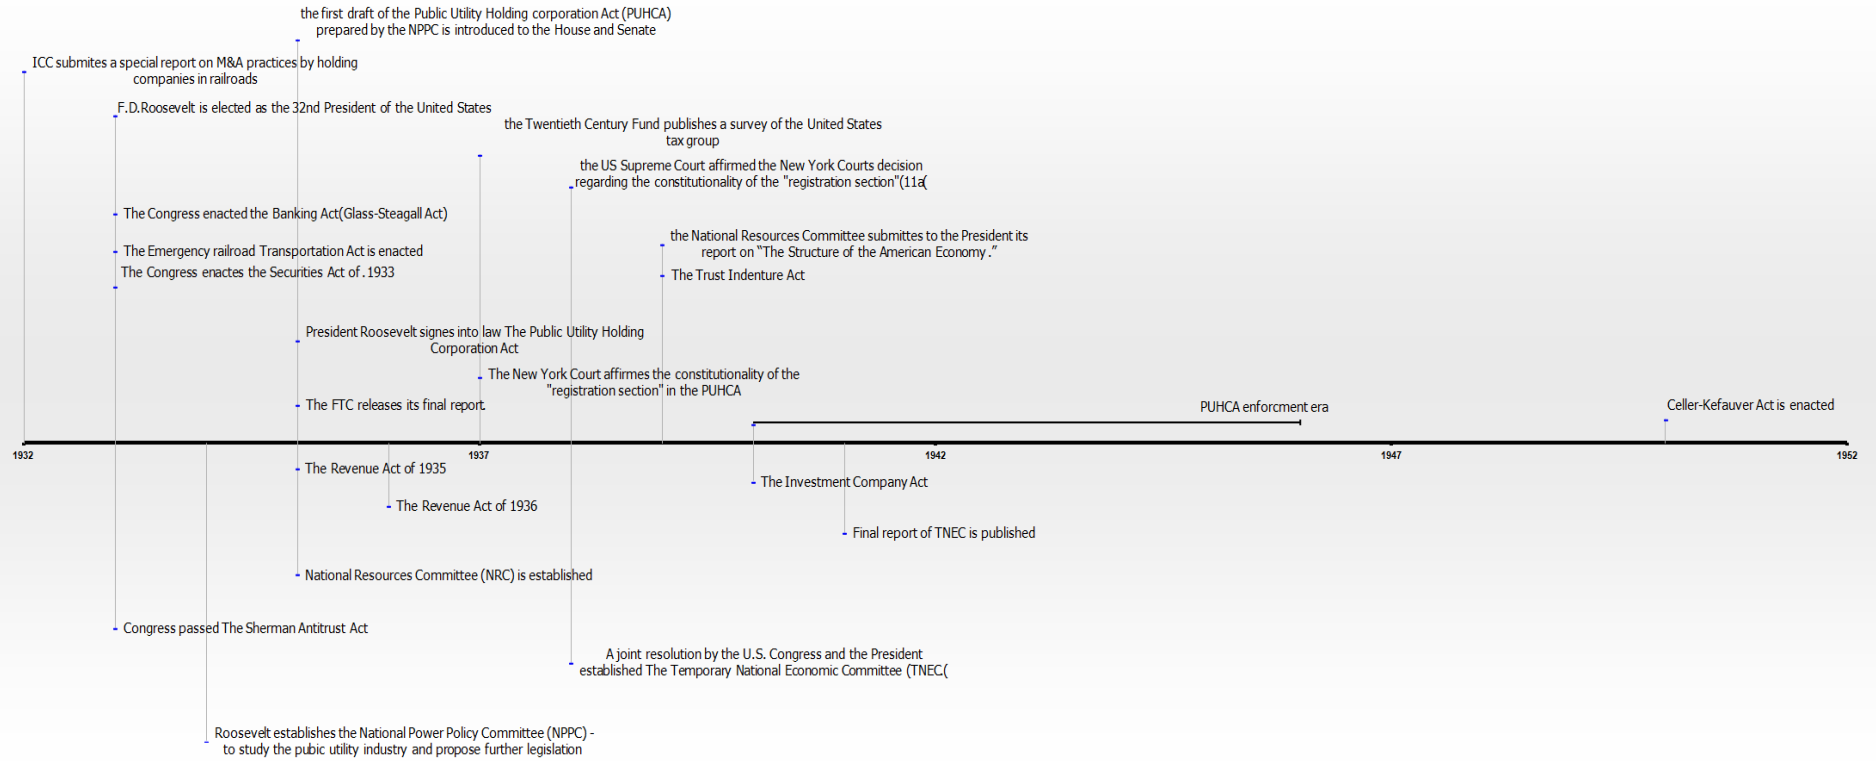 the first draft of the Public Utility Holding corporation Act (PUHCA)
prepared by the NPPC is introduced to the House and Senate
ICC submites a special report on M&A practices by holding
companies in railroads
F.D.Roosevelt is elected as the 32nd President of the United States
the Twentieth Century Fund publishes a survey of the United States
tax group
the US Supreme Court affirmed the New York Courts decision
regarding the constitutionality of the "registration section"(11a(
The Congress enacted the Banking Act(Glass-Steagall Act)
the National Resources Committee submittes to the President its
report on “The Structure of the American Economy .”
The Emergency railroad Transportation Act is enacted
The Congress enactes the Securities Act of .1933
The Trust Indenture Act
President Roosevelt signes into law The Public Utility Holding
Corporation Act
The New York Court affirmes the constitutionality of the
"registration section" in the PUHCA
The FTC releases its final report.
PUHCA enforcment era
Celler-Kefauver Act is enacted
1932 1937 1942 1947 1952
The Revenue Act of 1935
The Investment Company Act
The Revenue Act of 1936
Final report of TNEC is published
National Resources Committee (NRC) is established
Congress passed The Sherman Antitrust Act
A joint resolution by the U.S. Congress and the President
established The Temporary National Economic Committee (TNEC.(
Roosevelt establishes the National Power Policy Committee (NPPC) -
to study the pubic utility industry and propose further legislation